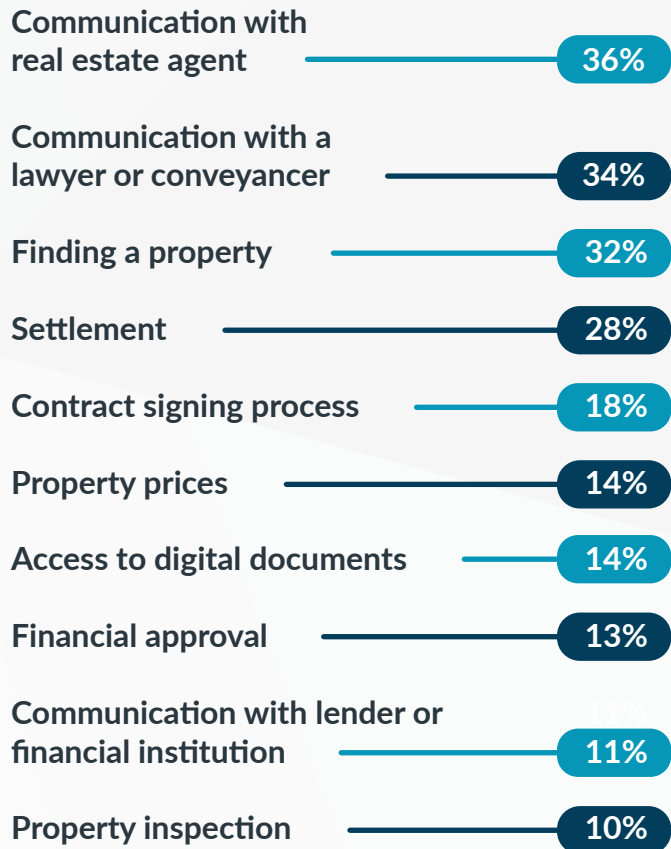 Communication with
real estate agent 36%
Communication with a
lawyer or conveyancer 34%
Finding a property 32%
Settlement 28%
Contract signing process 18%
Property prices 14%
Access to digital documents 14%
Financial approval 13%
Communication with lender or 11%
financial institution 11%
Property inspection 10%